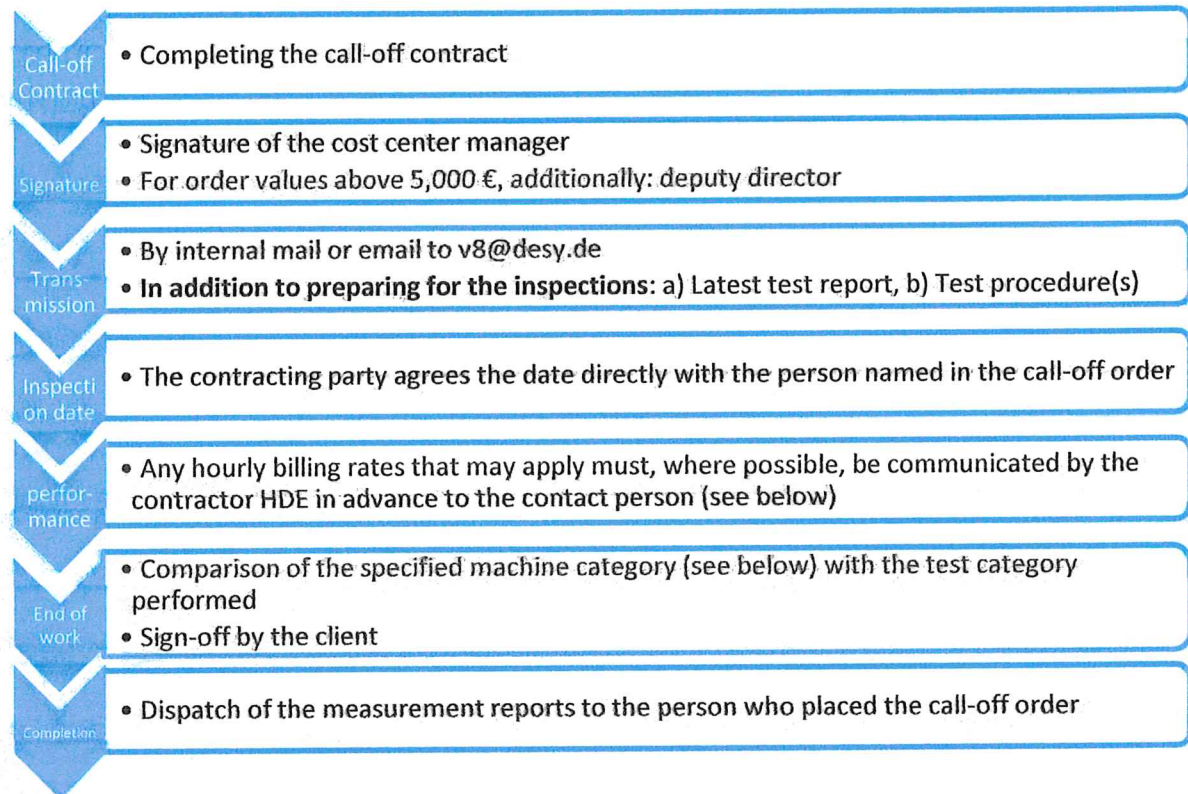 Call-off
Contract
• Completing the call-off contract
Signature
• Signature of the cost center manager
• For order values above 5,000 €, additionally: deputy director
Trans-
mission
• By internal mail or email to v8@desy.de
• In addition to preparing for the inspections: a) Latest test report, b) Test procedure(s)
Inspecti
on date
• The contracting party agrees the date directly with the person named in the call-off order
perfor-
mance
• Any hourly billing rates that may apply must, where possible, be communicated by the
contractor HDE in advance to the contact person (see below)
End of
work
• Comparison of the specified machine category (see below) with the test category
performed
• Sign-off by the client
Completion
• Dispatch of the measurement reports to the person who placed the call-off order